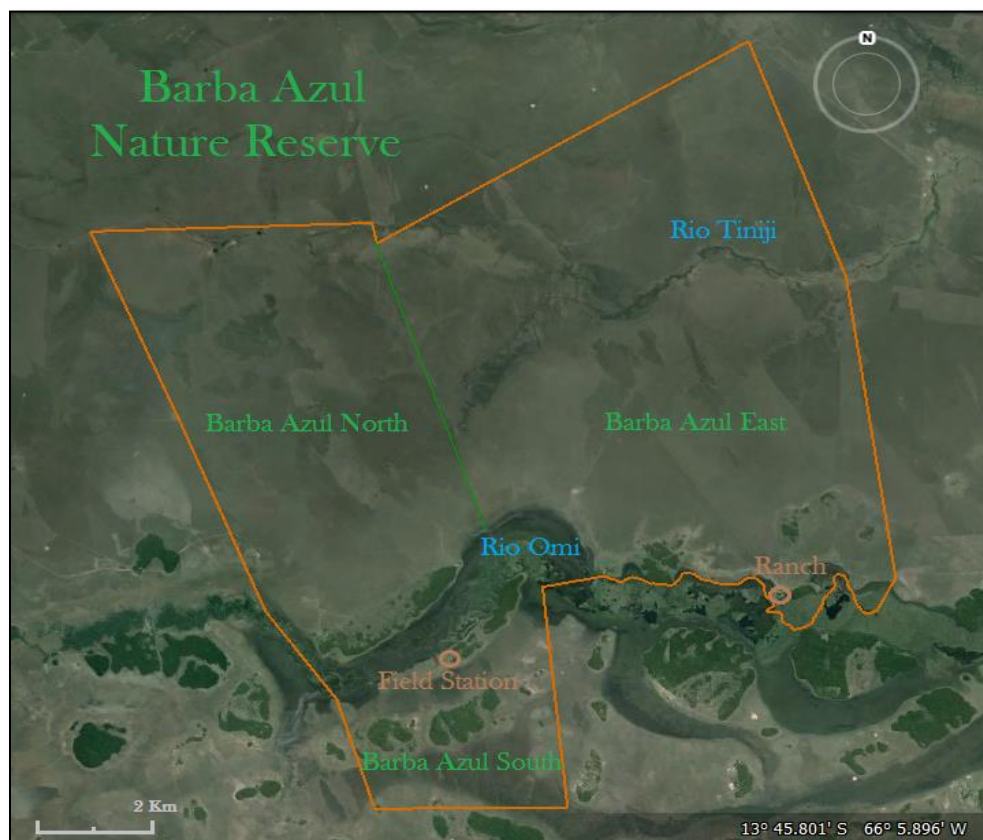 Barba Azul
Nature Reserve
N
Rio Tiniji
Barba Azul North
Barba Azul East
Rio Omi
Ranch
Field Station
Barba Azul South
2 Km
13° 45.801' S 66° 5.896' W